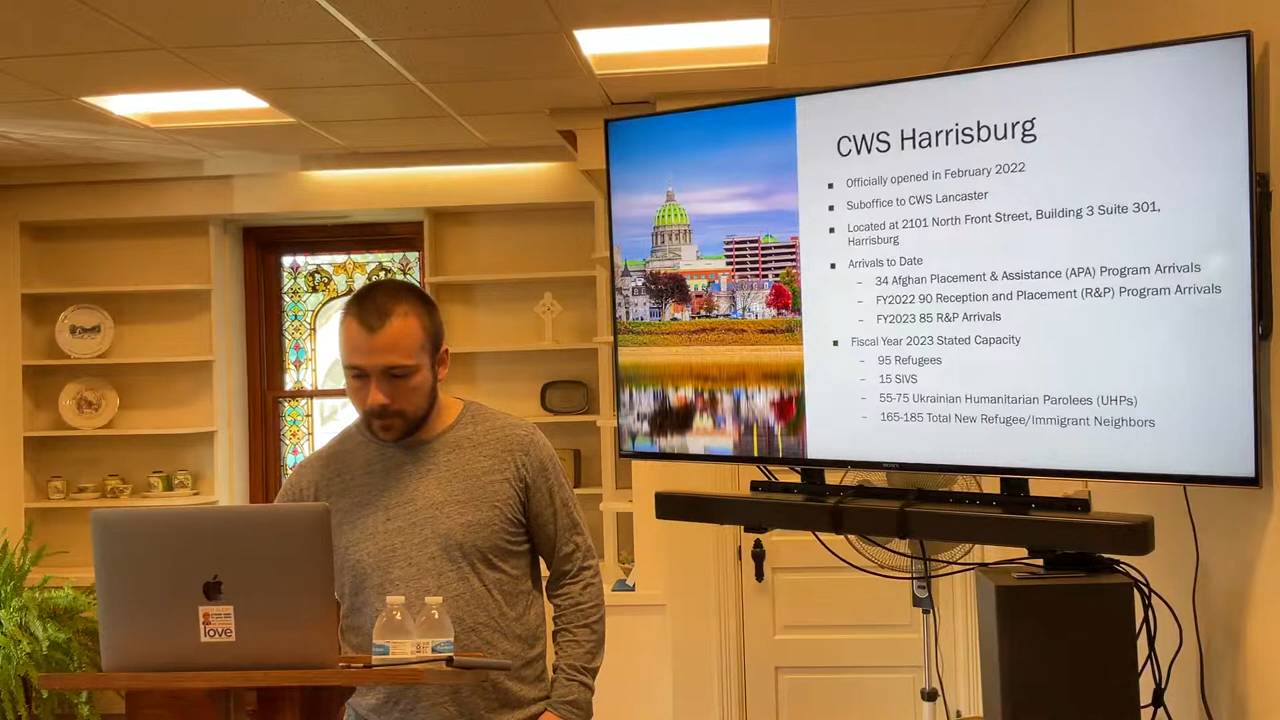 CWS Harrisburg
▪ Officially opened in February 2022
▪ Suboffice to CWS Lancaster
▪ Located at 2101 North Front Street, Building 3 Suite 301,
Harrisburg
▪ Arrivals to Date
– 34 Afghan Placement & Assistance (APA) Program Arrivals
– FY2022 90 Reception and Placement (R&P) Program Arrivals
– FY2023 85 R&P Arrivals
▪ Fiscal Year 2023 Stated Capacity
– 95 Refugees
– 15 SIVS
– 55-75 Ukrainian Humanitarian Parolees (UHPs)
– 165-185 Total New Refugee/Immigrant Neighbors
SONY
love